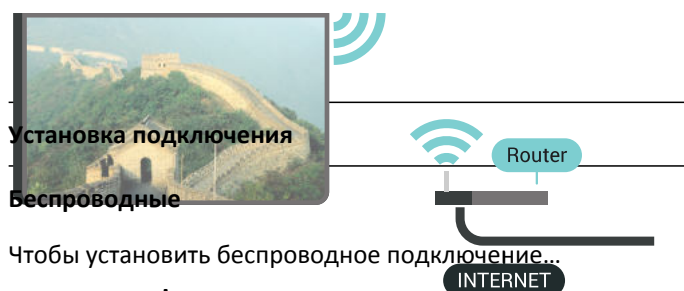 Установка подключения
Router
Беспроводные
Чтобы установить беспроводное подключение…
INTERNET